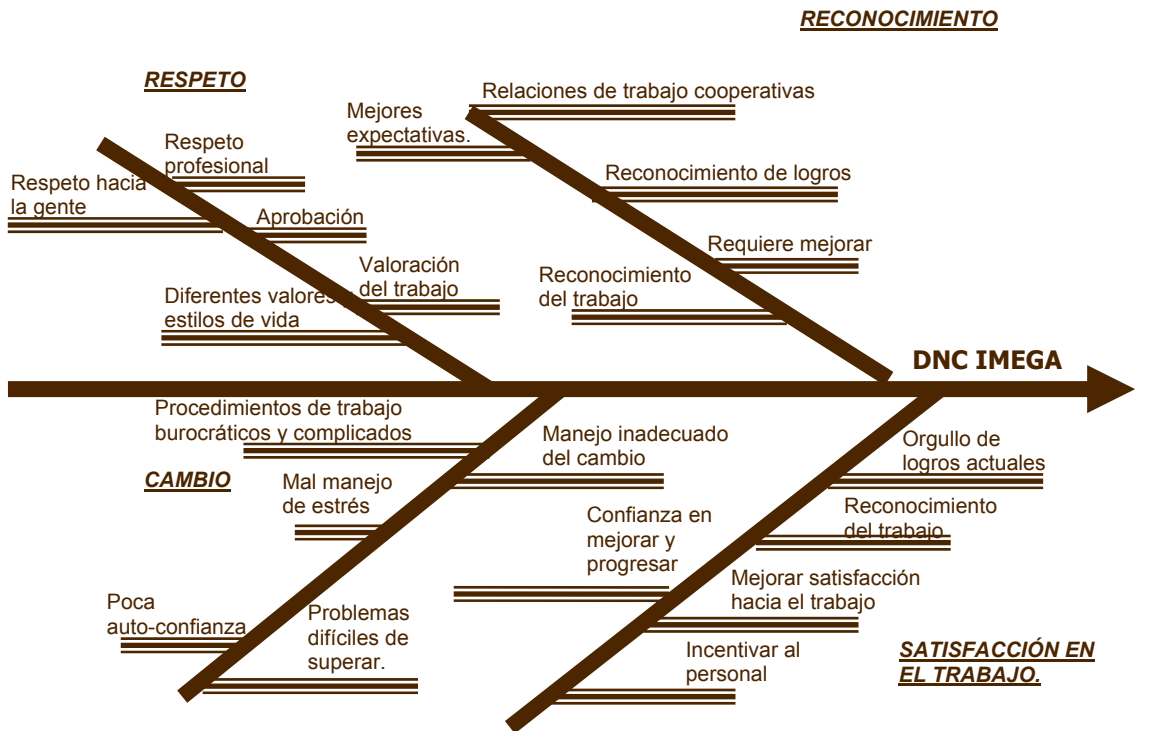 RECONOCIMIENTO
RESPETO
Relaciones de trabajo cooperativas
Mejores
expectativas.
Respeto
profesional
Reconocimiento de logros
Respeto hacia
la gente
Aprobación
Requiere mejorar
Valoración
del trabajo
Reconocimiento
del trabajo
Diferentes valores
estilos de vida
DNC IMEGA
Procedimientos de trabajo
burocráticos y complicados
Manejo inadecuado
del cambio
Orgullo de
logros actuales
CAMBIO
Mal manejo
de estrés
Reconocimiento
del trabajo
Confianza en
mejorar y
progresar
Mejorar satisfacción
hacia el trabajo
Poca
auto-confianza
Problemas
difíciles de
superar.
Incentivar al
personal
SATISFACCIÓN EN
EL TRABAJO.